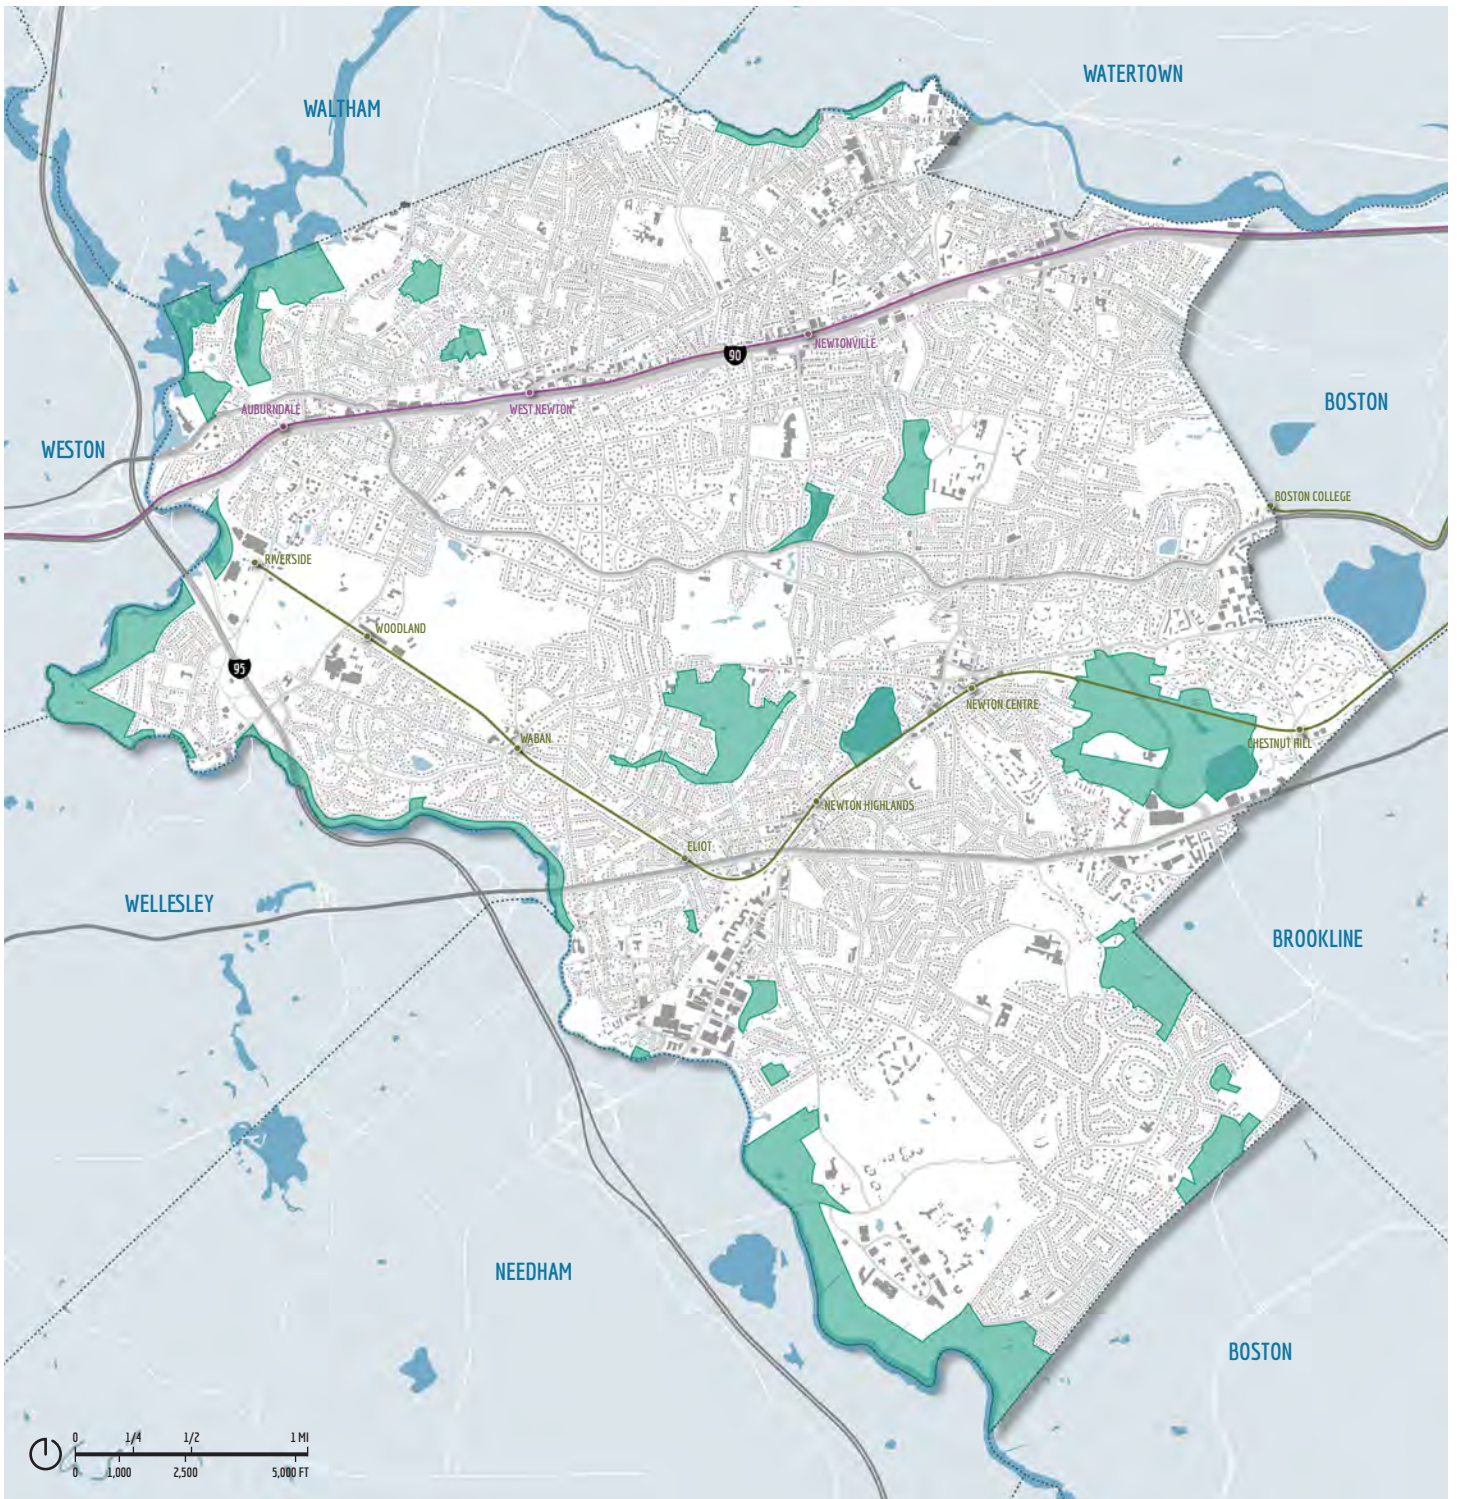 WATERTOWN
WALTHAM
NEWTONVILLE
90
BOSTON
AUBURNDALE
WEST NEWTON
WESTON
BOSTON COLLEGE
RIVERSIDE
WOODLAND
95
NEWTON CENTRE
WABAN
CHESTNUT HILL
NEWTON HIGHLANDS
ELIOT
WELLESLEY
BROOKLINE
NEEDHAM
BOSTON
0 1/4 1/2 1 MI
0 1,000 2,500 5,000 FT